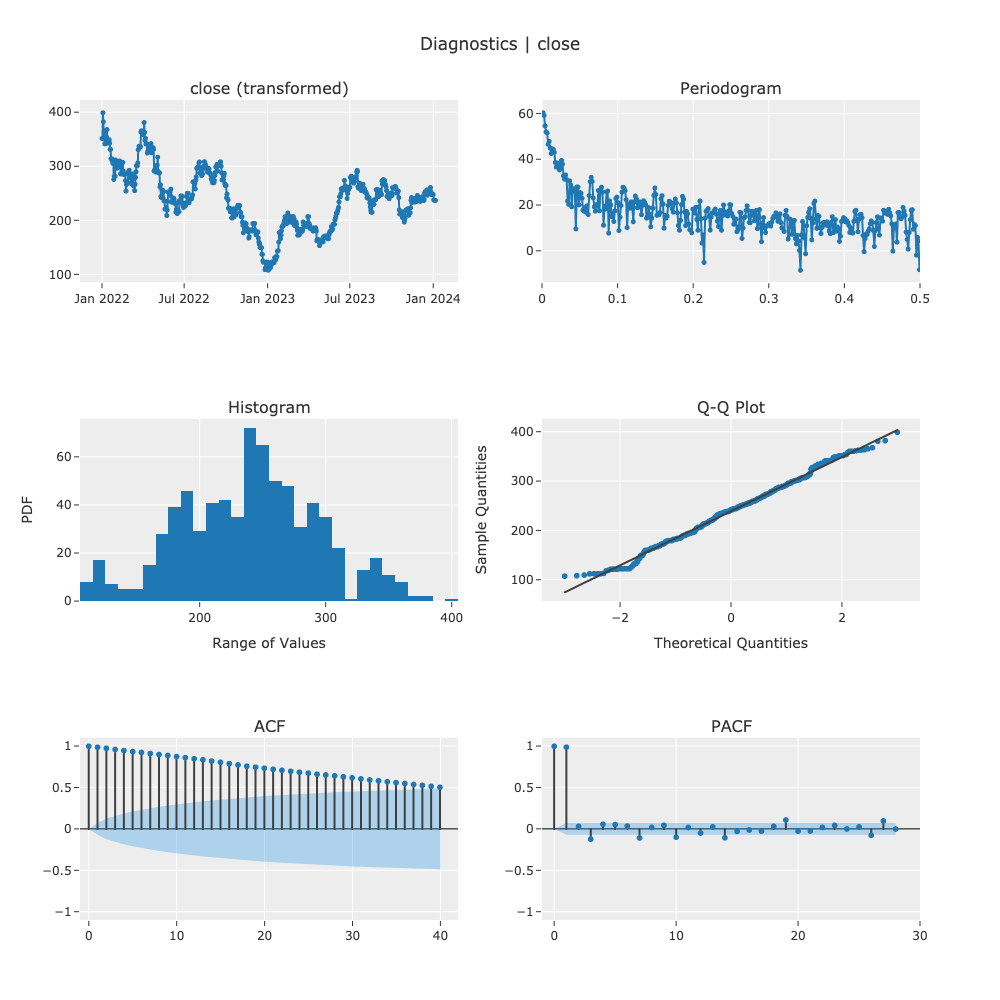 Diagnostics | close
close (transformed)
400
300
200
100
Jan 2022 Jul 2022 Jan 2023 Jul 2023 Jan 2024
Periodogram
60
40
20
0
0 0.1 0.2 0.3 0.4 0.5
Histogram
PDF
60
40
20
0
200 300 400
Range of Values
Q-Q Plot
Sample Quantities
400
300
200
100
−2 0 2
Theoretical Quantities
ACF
1
0.5
0
−0.5
−1
0 10 20 30 40
PACF
1
0.5
0
−0.5
−1
0 10 20 30